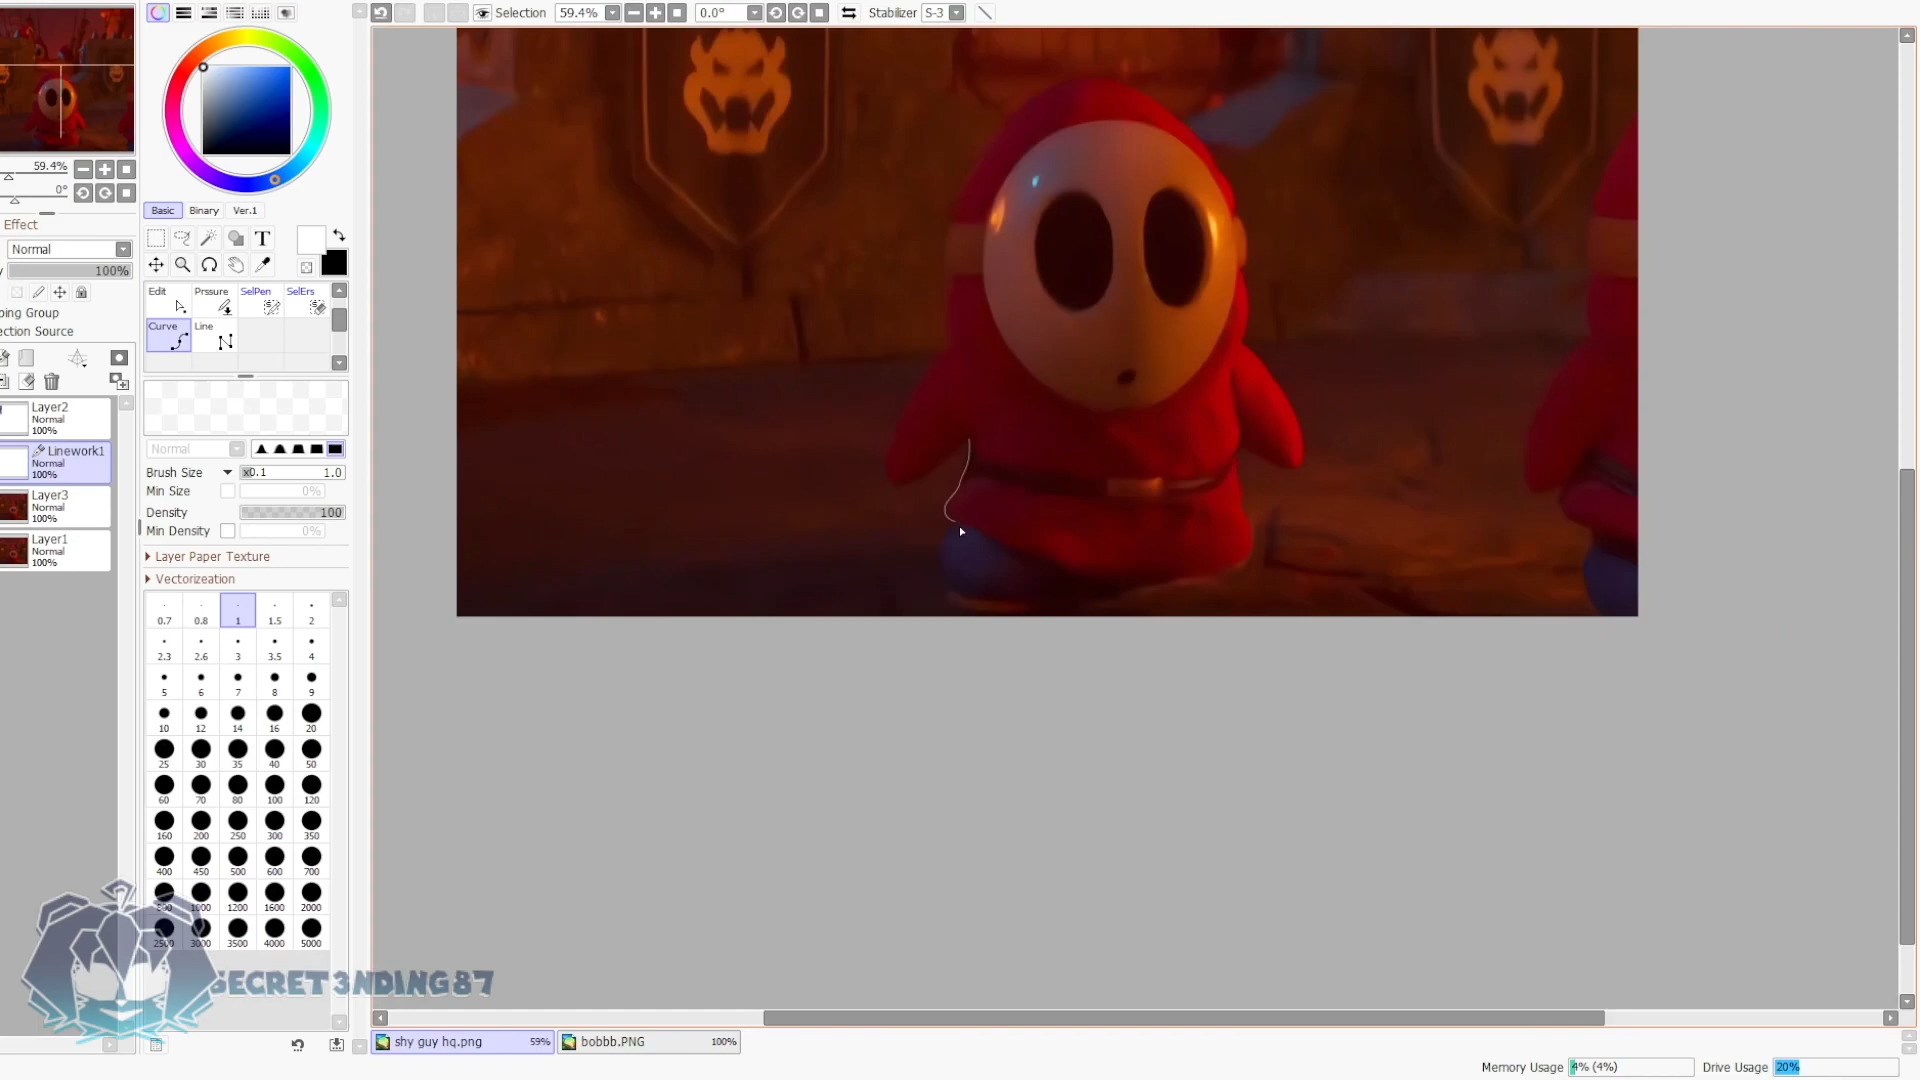 Selection
59.4%
0.0°
Stabilizer
S-3
59.4%
0°
Effect
Normal
100%
ping Group
ection Source
Layer2
Normal
100%
Linework1
Normal
100%
Layer3
Normal
100%
Layer1
Normal
100%
Basic
Binary
Ver.1
T
Edit
Prssure
SelPen
SelErs
Curve
Line
Normal
Brush Size
x0.1
1.0
Min Size
0%
Density
100
Min Density
0%
Layer Paper Texture
Vectorizeation
0.7 0.8 1 1.5 2
2.3 2.6 3 3.5 4
5 6 7 8 9
10 12 14 16 20
25 30 35 40 50
60 70 80 100 120
160 200 250 300 350
400 450 500 600 700
800 1000 1200 1600 2000
2500 3000 3500 4000 5000
SECRET3NDING87
shy guy hq.png
59%
bobbb.PNG
100%
Memory Usage
4% (4%)
Drive Usage
20%